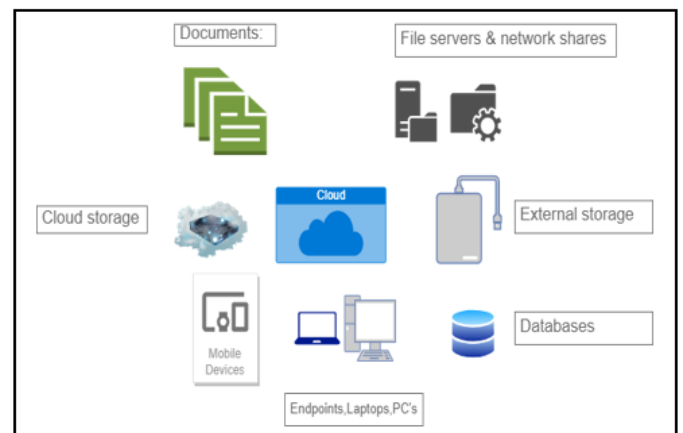 Documents:
File servers & network shares
Cloud storage
Cloud
External storage
Mobile
Devices
Databases
Endpoints,Laptops,PC's